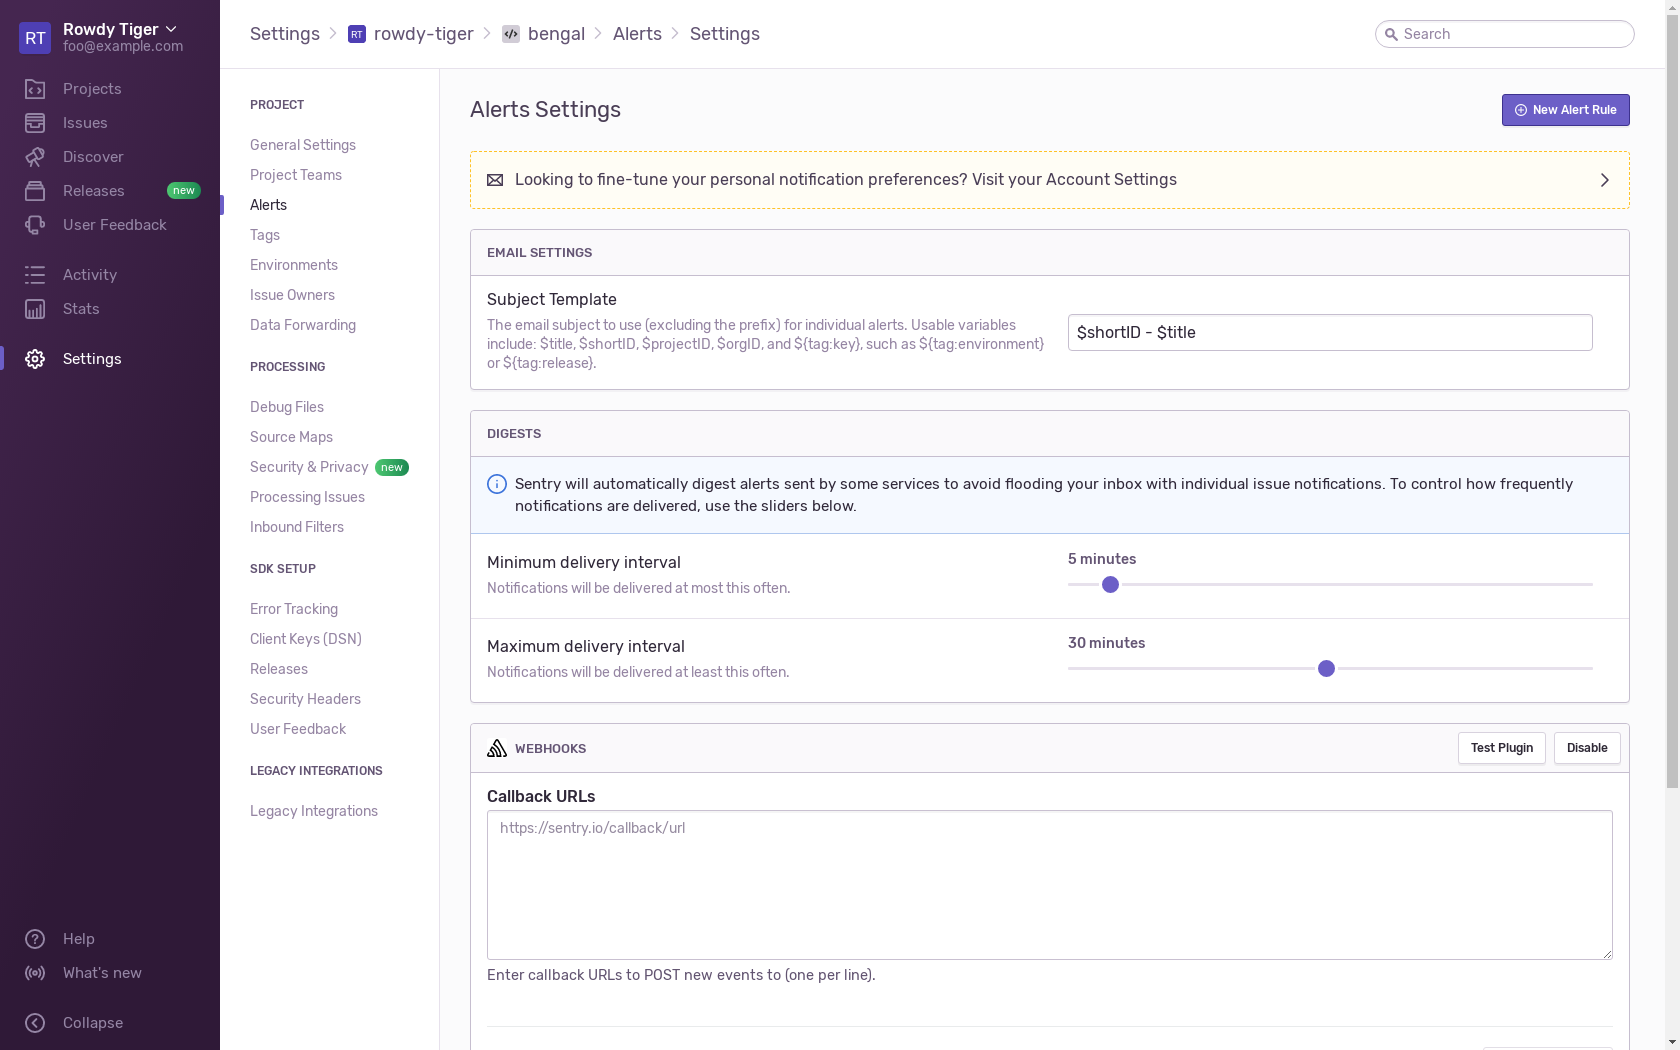 RT
Rowdy Tiger
foo@example.com
Projects
Issues
Discover
Releases new
User Feedback
Activity
Stats
Settings
Help
What's new
Collapse
Settings RT rowdy-tiger bengal Alerts Settings
Search
PROJECT
General Settings
Project Teams
Alerts
Tags
Environments
Issue Owners
Data Forwarding
PROCESSING
Debug Files
Source Maps
Security & Privacy new
Processing Issues
Inbound Filters
SDK SETUP
Error Tracking
Client Keys (DSN)
Releases
Security Headers
User Feedback
LEGACY INTEGRATIONS
Legacy Integrations
Alerts Settings
New Alert Rule
Looking to fine-tune your personal notification preferences? Visit your Account Settings
EMAIL SETTINGS
Subject Template
The email subject to use (excluding the prefix) for individual alerts. Usable variables
include: $title, $shortID, $projectID, $orgID, and ${tag:key}, such as ${tag:environment}
or ${tag:release}.
$shortID - $title
DIGESTS
Sentry will automatically digest alerts sent by some services to avoid flooding your inbox with individual issue notifications. To control how frequently
notifications are delivered, use the sliders below.
Minimum delivery interval
Notifications will be delivered at most this often.
5 minutes
Maximum delivery interval
Notifications will be delivered at least this often.
30 minutes
WEBHOOKS
Test Plugin
Disable
Callback URLs
https://sentry.io/callback/url
Enter callback URLs to POST new events to (one per line).